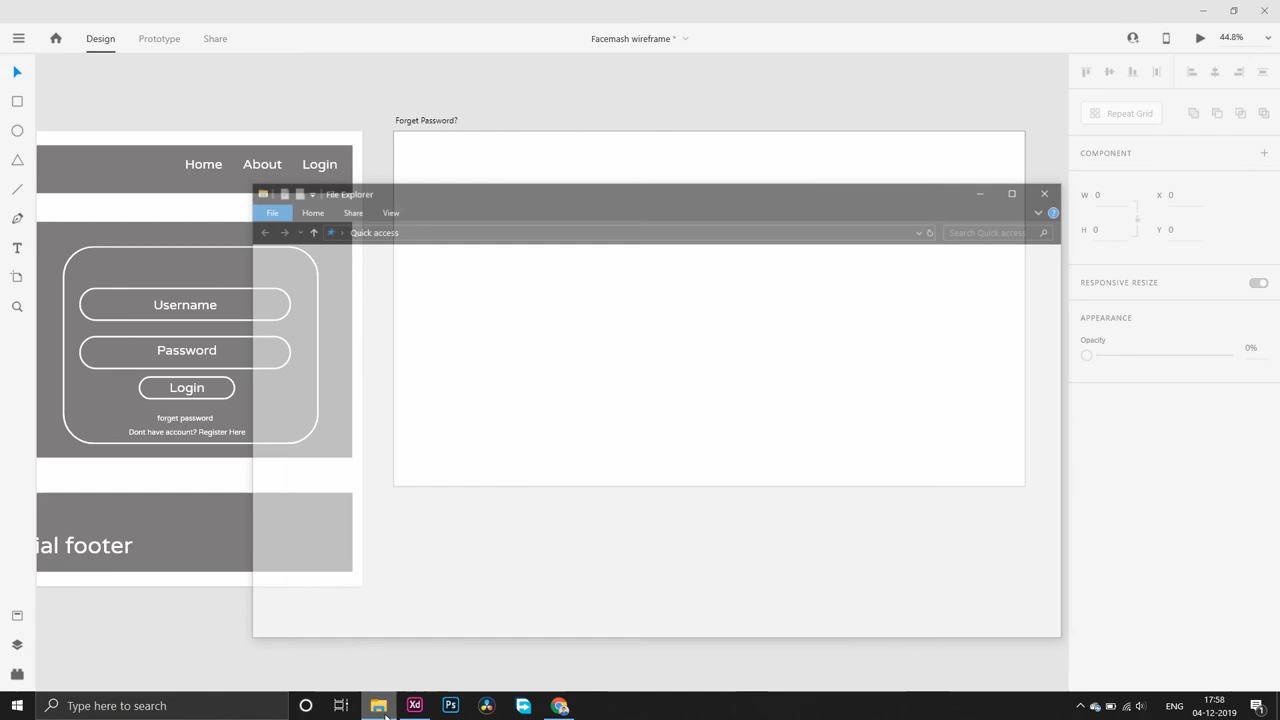 Design
Prototype
Share
Facemash wireframe *
44.8%
Forget Password?
Repeat Grid
Home
About
Login
COMPONENT
File Explorer
W 0
X 0
File
Home
Share
View
H 0
Y 0
Quick access
Search Quick access
RESPONSIVE RESIZE
Username
APPEARANCE
Opacity
0%
Password
Login
forget password
Dont have account? Register Here
ial footer
Xd
Ps
Type here to search
ENG
17:58
04-12-2019
1